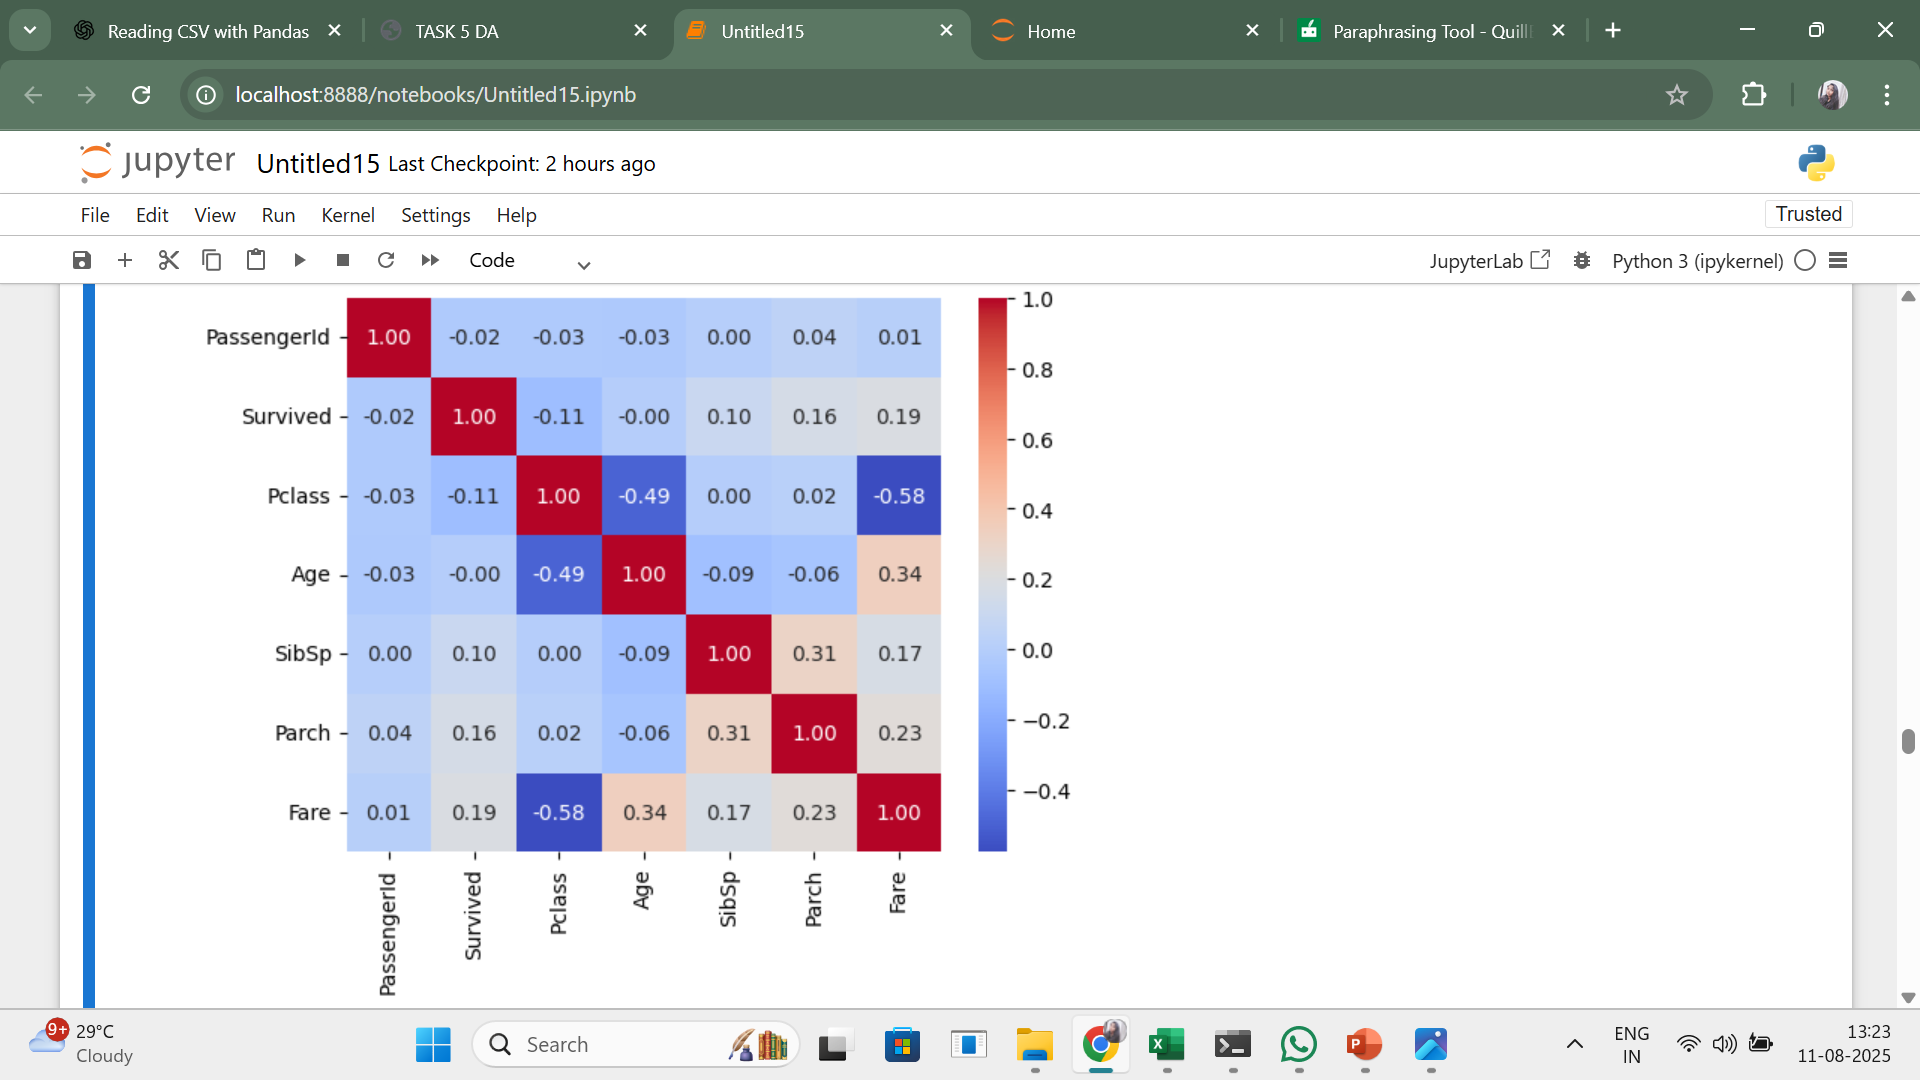 Reading CSV with Pandas
TASK 5 DA
Untitled15
Home
Paraphrasing Tool - Quill
localhost:8888/notebooks/Untitled15.ipynb
jupyter Untitled15 Last Checkpoint: 2 hours ago
File Edit View Run Kernel Settings Help
Trusted
Code
JupyterLab
Python 3 (ipykernel)
PassengerId 1.00 -0.02 -0.03 -0.03 0.00 0.04 0.01
Survived -0.02 1.00 -0.11 -0.00 0.10 0.16 0.19
Pclass -0.03 -0.11 1.00 -0.49 0.00 0.02 -0.58
Age -0.03 -0.00 -0.49 1.00 -0.09 -0.06 0.34
SibSp 0.00 0.10 0.00 -0.09 1.00 0.31 0.17
Parch 0.04 0.16 0.02 -0.06 0.31 1.00 0.23
Fare 0.01 0.19 -0.58 0.34 0.17 0.23 1.00
PassengerId
Survived
Pclass
Age
SibSp
Parch
Fare
1.0
0.8
0.6
0.4
0.2
0.0
−0.2
−0.4
9+
29°C
Cloudy
Search
ENG
IN
13:23
11-08-2025